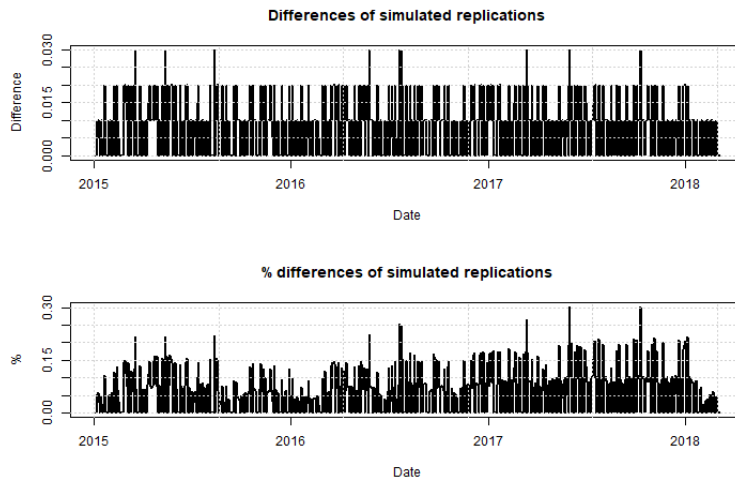 Differences of simulated replications
Difference
0.030
0.015
0.000
2015 2016 2017 2018
Date
% differences of simulated replications
%
0.30
0.15
0.00
2015 2016 2017 2018
Date